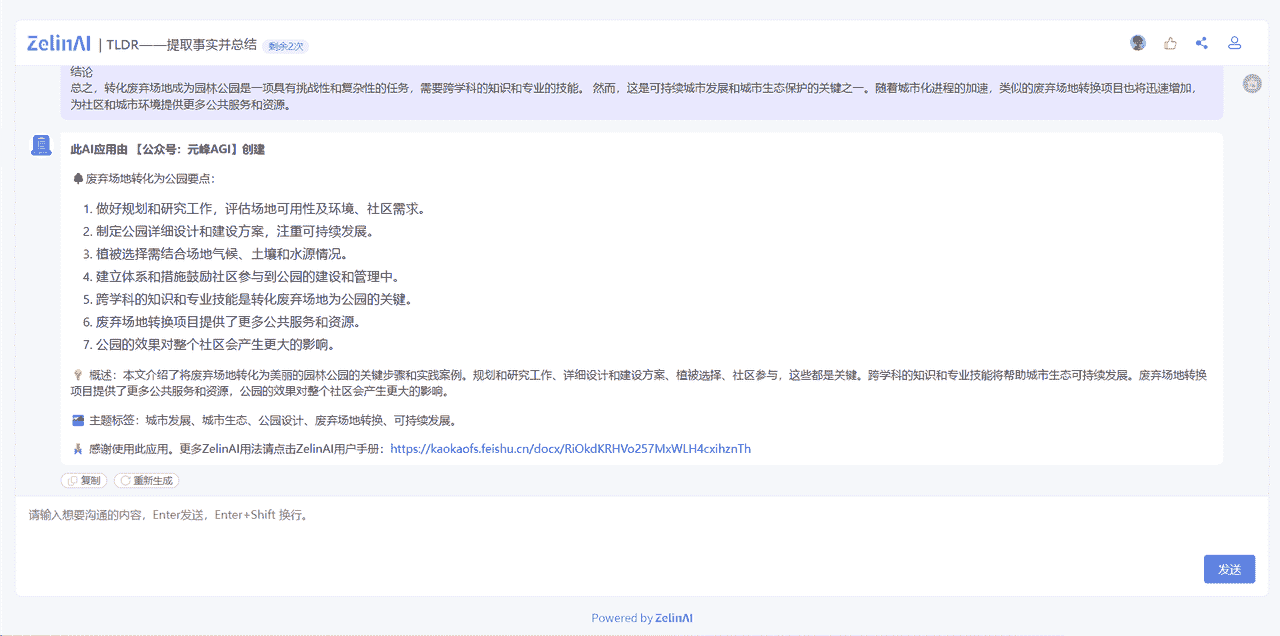 ZelinAI | TLDR——提取事实并总结 剩余2次
结论
总之，转化废弃场地成为园林公园是一项具有挑战性和复杂性的任务，需要跨学科的知识和专业的技能。 然而，这是可持续城市发展和城市生态保护的关键之一。随着城市化进程的加速，类似的废弃场地转换项目也将迅速增加，
为社区和城市环境提供更多公共服务和资源。
此AI应用由 【公众号：元峰AGI】创建
废弃场地转化为公园要点：
1. 做好规划和研究工作，评估场地可用性及环境、社区需求。
2. 制定公园详细设计和建设方案，注重可持续发展。
3. 植被选择需结合场地气候、土壤和水源情况。
4. 建立体系和措施鼓励社区参与到公园的建设和管理中。
5. 跨学科的知识和专业技能是转化废弃场地为公园的关键。
6. 废弃场地转换项目提供了更多公共服务和资源。
7. 公园的效果对整个社区会产生更大的影响。
概述：本文介绍了将废弃场地转化为美丽的园林公园的关键步骤和实践案例。规划和研究工作、详细设计和建设方案、植被选择、社区参与，这些都是关键。跨学科的知识和专业技能将帮助城市生态可持续发展。废弃场地转换
项目提供了更多公共服务和资源，公园的效果对整个社区会产生更大的影响。
主题标签：城市发展、城市生态、公园设计、废弃场地转换、可持续发展。
感谢使用此应用。更多ZelinAI用法请点击ZelinAI用户手册：https://kaokaofs.feishu.cn/docx/RiOkdKRHVo257MxWLH4cxihznTh
复制 重新生成
请输入想要沟通的内容，Enter发送，Enter+Shift 换行。
发送
Powered by ZelinAI